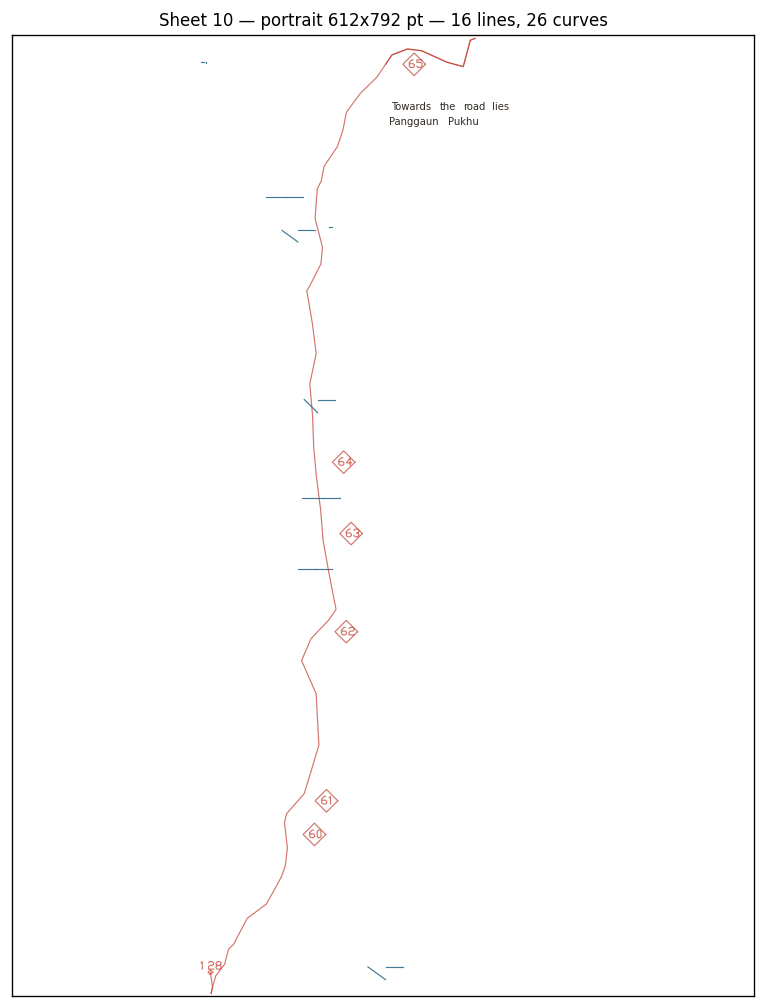 Sheet 10 — portrait 612x792 pt — 16 lines, 26 curves
65
Towards the road lies
Panggaun Pukhu
64
63
62
61
60
128